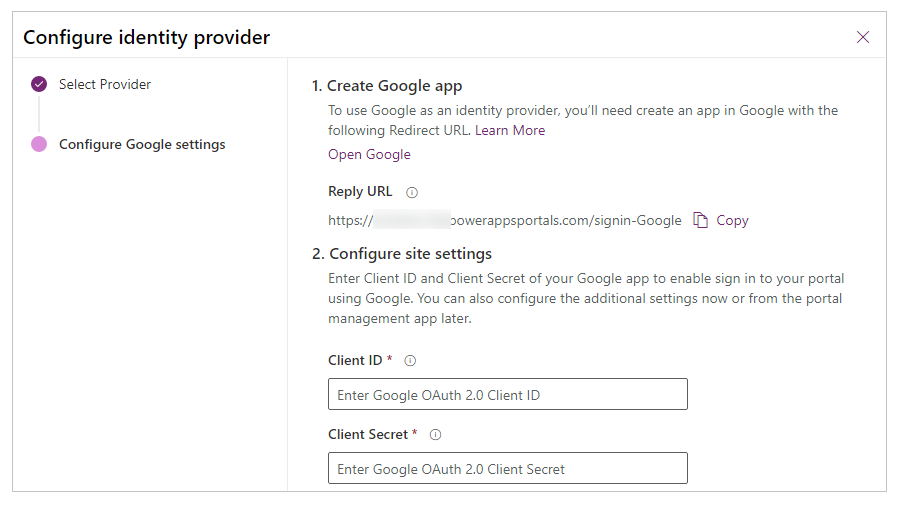 Configure identity provider
Select Provider
Configure Google settings
1. Create Google app
To use Google as an identity provider, you'll need create an app in Google with the
following Redirect URL. Learn More
Open Google
Reply URL
https:// powerappsportals.com/signin-Google Copy
2. Configure site settings
Enter Client ID and Client Secret of your Google app to enable sign in to your portal
using Google. You can also configure the additional settings now or from the portal
management app later.
Client ID *
Enter Google OAuth 2.0 Client ID
Client Secret *
Enter Google OAuth 2.0 Client Secret